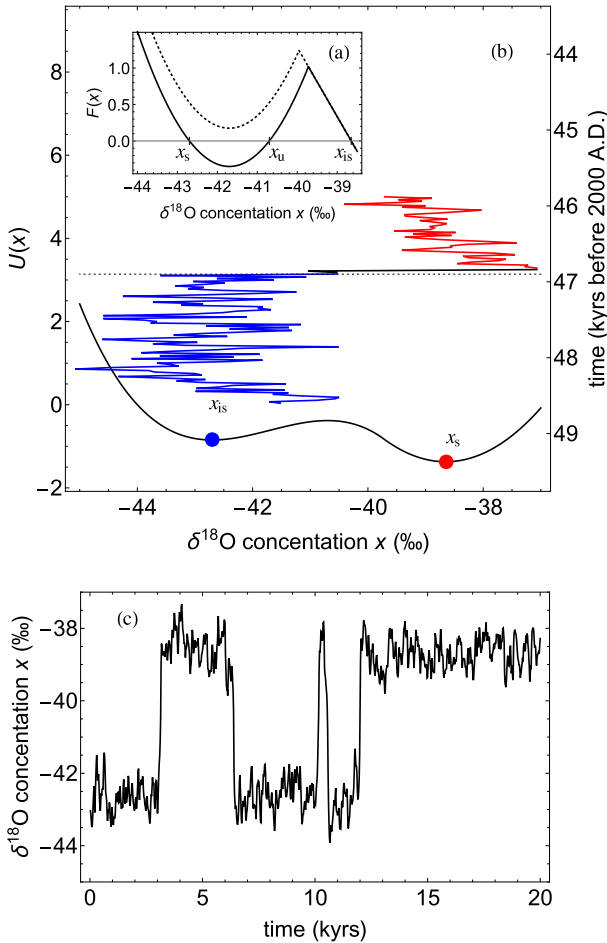 (a)
(b)
F(x)
1.0
0.5
0.0
x_s
x_u
x_is
−44 −43 −42 −41 −40 −39
δ¹⁸O concentation x (‰)
U(x)
8
6
4
2
0
−2
44
45
46
47
48
49
time (kyrs before 2000 A.D.)
x_is
x_s
−44 −42 −40 −38
δ¹⁸O concentation x (‰)
(c)
δ¹⁸O concentation x (‰)
−38
−40
−42
−44
0 5 10 15 20
time (kyrs)